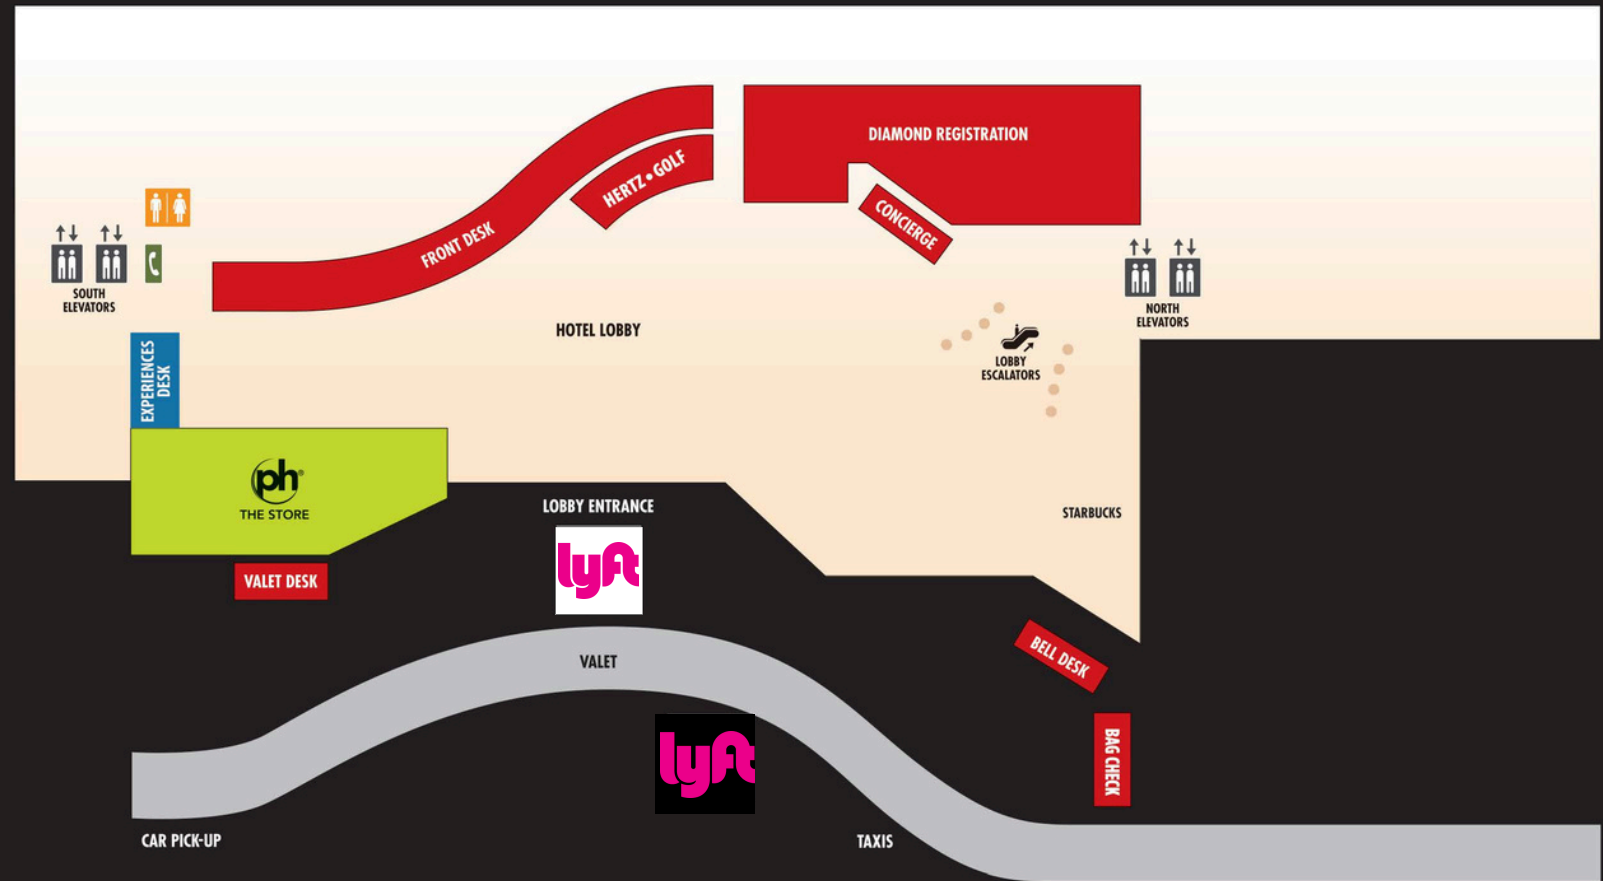 DIAMOND REGISTRATION
HERTZ • GOLF
CONCIERGE
FRONT DESK
SOUTH
ELEVATORS
NORTH
ELEVATORS
HOTEL LOBBY
LOBBY
ESCALATORS
EXPERIENCES
DESK
ph®
THE STORE
LOBBY ENTRANCE
STARBUCKS
lyft
VALET DESK
BELL DESK
VALET
lyft
BAG CHECK
CAR PICK-UP
TAXIS